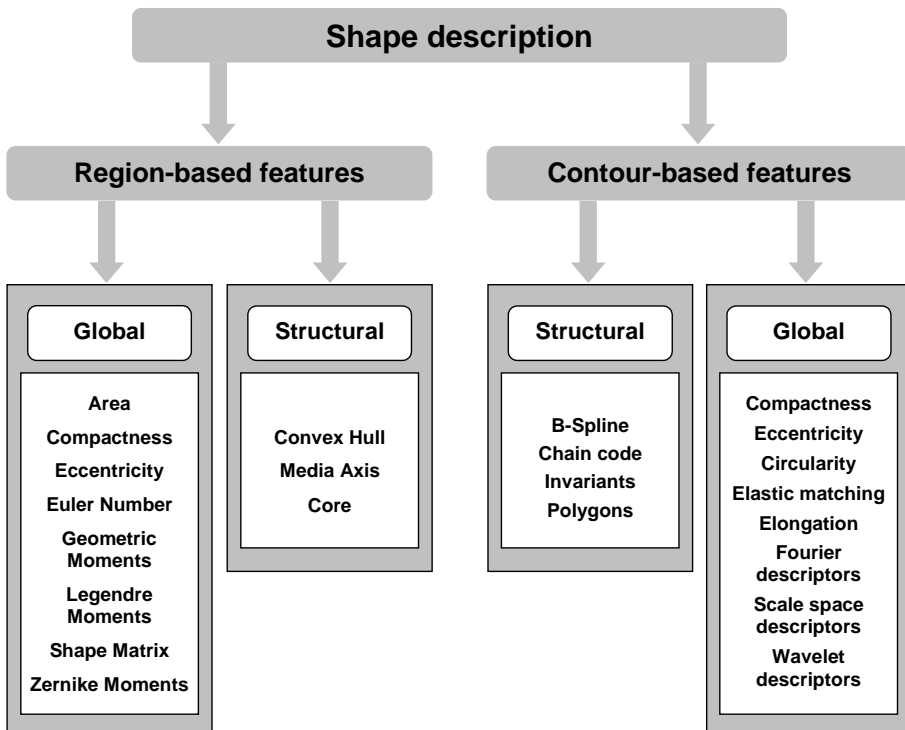 Shape description
Region-based features
Contour-based features
Global
Area
Compactness
Eccentricity
Euler Number
Geometric
Moments
Legendre
Moments
Shape Matrix
Zernike Moments
Structural
Convex Hull
Media Axis
Core
Structural
B-Spline
Chain code
Invariants
Polygons
Global
Compactness
Eccentricity
Circularity
Elastic matching
Elongation
Fourier
descriptors
Scale space
descriptors
Wavelet
descriptors